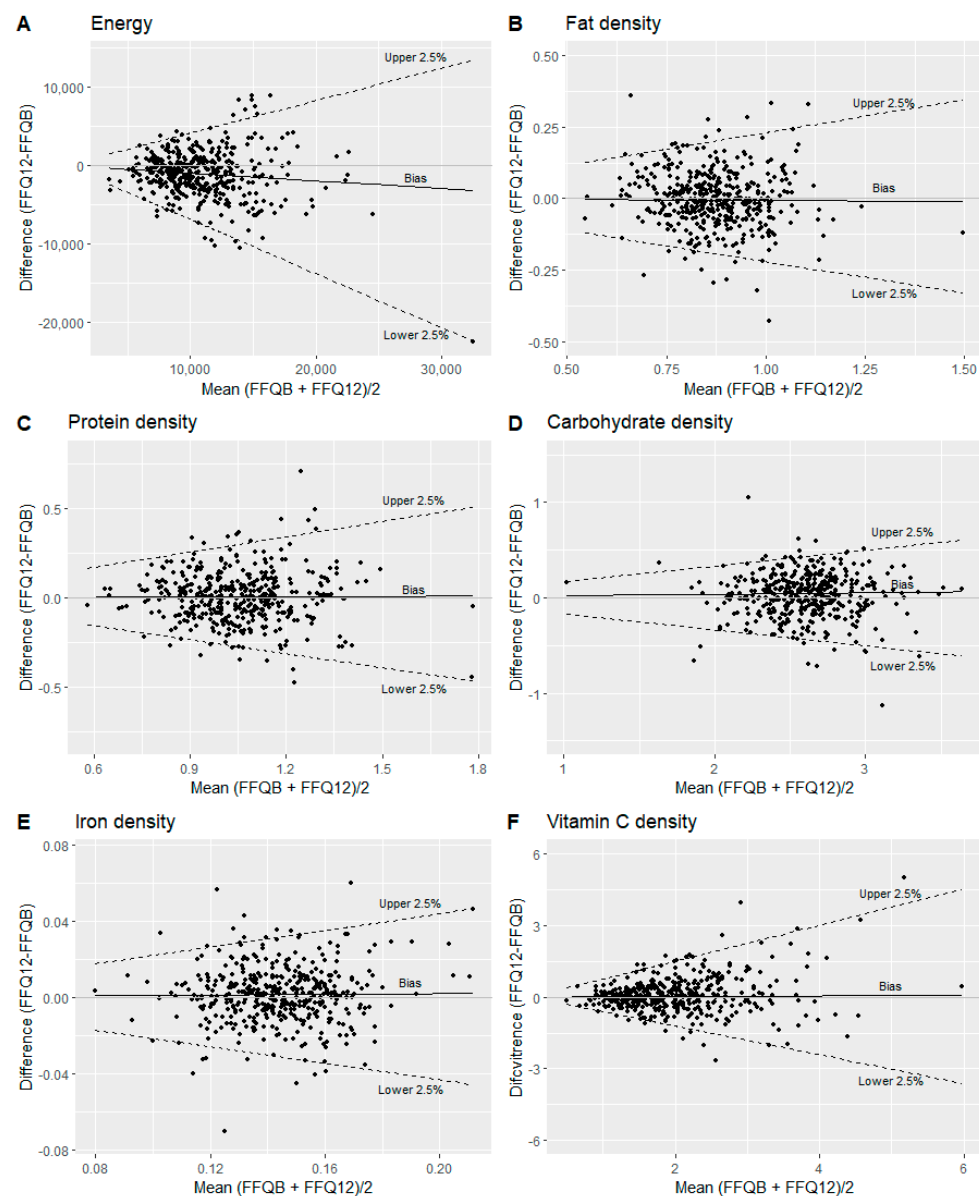 A Energy
Upper 2.5%
10,000
0
Bias
-10,000
-20,000
Lower 2.5%
Difference (FFQ12-FFQB)
10,000 20,000 30,000
Mean (FFQB + FFQ12)/2
B Fat density
0.50
Upper 2.5%
0.25
Bias
0.00
-0.25
Lower 2.5%
-0.50
Difference (FFQ12-FFQB)
0.50 0.75 1.00 1.25 1.50
Mean (FFQB + FFQ12)/2
C Protein density
Upper 2.5%
0.5
Bias
0.0
-0.5
Lower 2.5%
Difference (FFQ12-FFQB)
0.6 0.9 1.2 1.5 1.8
Mean (FFQB + FFQ12)/2
D Carbohydrate density
1
Upper 2.5%
Bias
0
Lower 2.5%
-1
Difference (FFQ12-FFQB)
1 2 3
Mean (FFQB + FFQ12)/2
E Iron density
0.08
Upper 2.5%
0.04
Bias
0.00
-0.04
Lower 2.5%
-0.08
Difference (FFQ12-FFQB)
0.08 0.12 0.16 0.20
Mean (FFQB + FFQ12)/2
F Vitamin C density
6
Upper 2.5%
3
Bias
0
-3
Lower 2.5%
-6
Difcvitrence (FFQ12-FFQB)
2 4 6
Mean (FFQB + FFQ12)/2